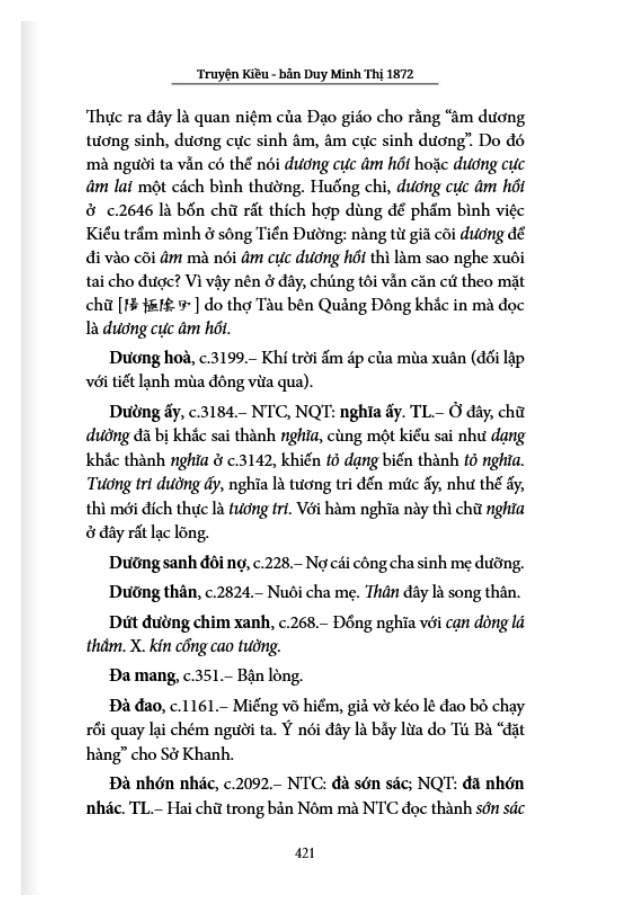 Truyện Kiều - bản Duy Minh Thị 1872
Thực ra đây là quan niệm của Đạo giáo cho rằng “âm dương
tương sinh, dương cực sinh âm, âm cực sinh dương”. Do đó
mà người ta vẫn có thể nói dương cực âm hồi hoặc dương cực
âm lai một cách bình thường. Huống chi, dương cực âm hồi
ở c.2646 là bốn chữ rất thích hợp dùng để phẩm bình việc
Kiều trầm mình ở sông Tiền Đường: nàng từ giã cõi dương để
đi vào cõi âm mà nói âm cực dương hồi thì làm sao nghe xuôi
tai cho được? Vì vậy nên ở đây, chúng tôi vẫn căn cứ theo mặt
chữ [ ] do thợ Tàu bên Quảng Đông khắc in mà đọc
là dương cực âm hồi.
Dương hoà, c.3199.– Khí trời ấm áp của mùa xuân (đối lập
với tiết lạnh mùa đông vừa qua).
Dường ấy, c.3184.– NTC, NQT: nghĩa ấy. TL.– Ở đây, chữ
dường đã bị khắc sai thành nghĩa, cùng một kiểu sai như dạng
khắc thành nghĩa ở c.3142, khiến tỏ dạng biến thành tỏ nghĩa.
Tương tri dường ấy, nghĩa là tương tri đến mức ấy, như thế ấy,
thì mới đích thực là tương tri. Với hàm nghĩa này thì chữ nghĩa
ở đây rất lạc lõng.
Dưỡng sanh đôi nợ, c.228.– Nợ cái công cha sinh mẹ dưỡng.
Dưỡng thân, c.2824.– Nuôi cha mẹ. Thân đây là song thân.
Dứt đường chim xanh, c.268.– Đồng nghĩa với cạn dòng lá
thắm. X. kín cổng cao tường.
Đa mang, c.351.– Bận lòng.
Đà đao, c.1161.– Miếng võ hiểm, giả vờ kéo lê đao bỏ chạy
rồi quay lại chém người ta. Ý nói đây là bẫy lừa do Tú Bà “đặt
hàng” cho Sở Khanh.
Đà nhớn nhác, c.2092.– NTC: đà sớn sác; NQT: đã nhớn
nhác. TL.– Hai chữ trong bản Nôm mà NTC đọc thành sớn sác
421